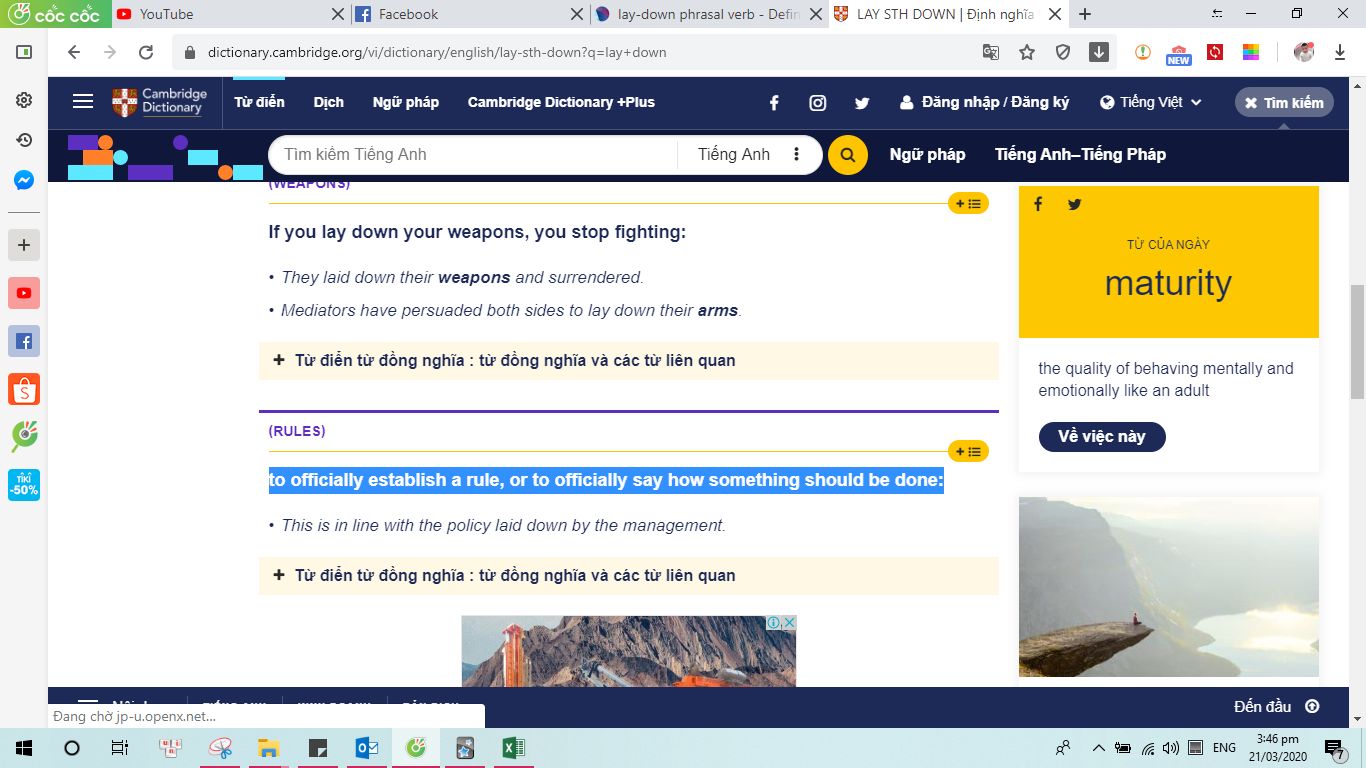 cốc cốc
YouTube
Facebook
lay-down phrasal verb - Defin
LAY STH DOWN | Định nghĩa
dictionary.cambridge.org/vi/dictionary/english/lay-sth-down?q=lay+down
NEW
Cambridge
Dictionary
Từ điển
Dịch
Ngữ pháp
Cambridge Dictionary +Plus
Đăng nhập / Đăng ký
Tiếng Việt
Tìm kiếm
Tìm kiếm Tiếng Anh
Tiếng Anh
Ngữ pháp
Tiếng Anh–Tiếng Pháp
(WEAPONS)
If you lay down your weapons, you stop fighting:
• They laid down their weapons and surrendered.
• Mediators have persuaded both sides to lay down their arms.
+ Từ điển từ đồng nghĩa : từ đồng nghĩa và các từ liên quan
(RULES)
to officially establish a rule, or to officially say how something should be done:
• This is in line with the policy laid down by the management.
+ Từ điển từ đồng nghĩa : từ đồng nghĩa và các từ liên quan
TỪ CỦA NGÀY
maturity
the quality of behaving mentally and
emotionally like an adult
Về việc này
TIKI
-50%
Đến đầu
Đang chờ jp-u.openx.net...
ENG
3:46 pm
21/03/2020
7